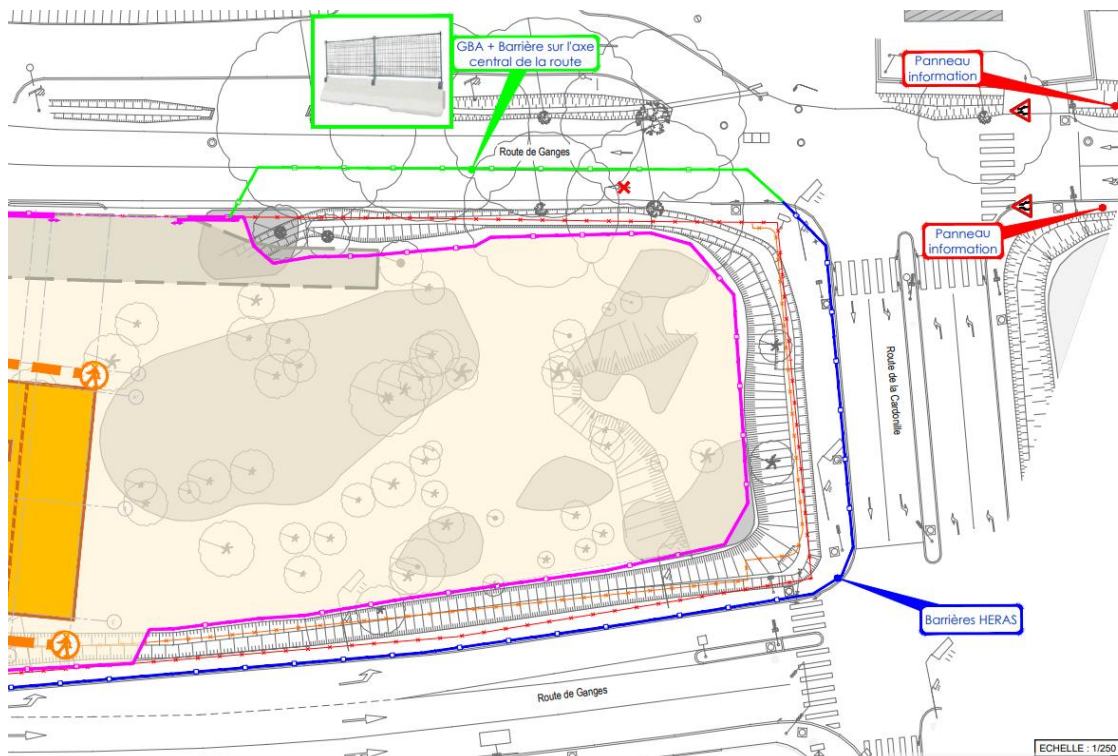 GBA + Barrière sur l'axe
central de la route
Panneau
information
Route de Ganges
Panneau
information
Route de la Cardonille
Barrières HERAS
Route de Ganges
ECHELLE : 1/250